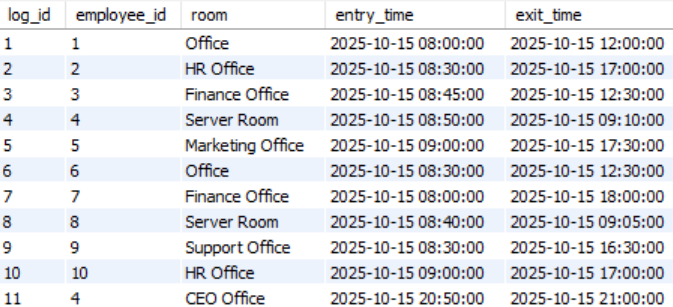 log_id employee_id room entry_time exit_time
1 1 Office 2025-10-15 08:00:00 2025-10-15 12:00:00
2 2 HR Office 2025-10-15 08:30:00 2025-10-15 17:00:00
3 3 Finance Office 2025-10-15 08:45:00 2025-10-15 12:30:00
4 4 Server Room 2025-10-15 08:50:00 2025-10-15 09:10:00
5 5 Marketing Office 2025-10-15 09:00:00 2025-10-15 17:30:00
6 6 Office 2025-10-15 08:30:00 2025-10-15 12:30:00
7 7 Finance Office 2025-10-15 08:00:00 2025-10-15 18:00:00
8 8 Server Room 2025-10-15 08:40:00 2025-10-15 09:05:00
9 9 Support Office 2025-10-15 08:30:00 2025-10-15 16:30:00
10 10 HR Office 2025-10-15 09:00:00 2025-10-15 17:00:00
11 4 CEO Office 2025-10-15 20:50:00 2025-10-15 21:00:00